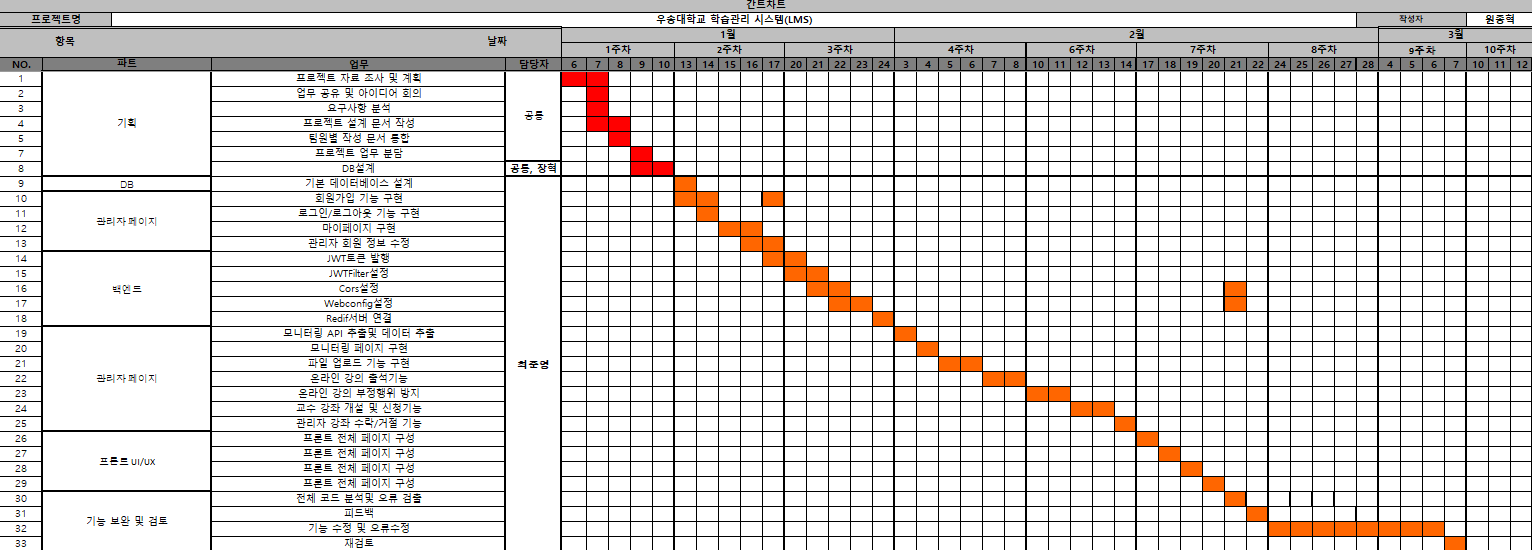 간트차트
프로젝트명 우송대학교 학습관리 시스템(LMS) 작성자 원종혁
항목 날짜 1월 2월 3월
1주차 2주차 3주차 4주차 6주차 7주차 8주차 9주차 10주차
NO. 파트 업무 담당자 6 7 8 9 10 13 14 15 16 17 20 21 22 23 24 3 4 5 6 7 8 10 11 12 13 14 17 18 19 20 21 22 24 25 26 27 28 3 4 5 6 7 10 11 12
1 프로젝트 자료 조사 및 계획
2 업무 공유 및 아이디어 회의
3 요구사항 분석
4 기획 프로젝트 설계 문서 작성 공통
5 팀원별 작성 문서 통합
7 프로젝트 업무 분담
8 DB설계 공통, 장혁
9 DB 기본 데이터베이스 설계
10 회원가입 기능 구현
11 관리자 페이지 로그인/로그아웃 기능 구현
12 마이페이지 구현
13 관리자 회원 정보 수정
14 JWT토큰 발행
15 JWTFilter설정
16 백엔드 Cors설정
17 Webconfig설정
18 Redif서버 연결
19 모니터링 API 추출및 데이터 추출
20 모니터링 페이지 구현
21 파일 업로드 기능 구현 최준영
22 관리자 페이지 온라인 강의 출석기능
23 온라인 강의 부정행위 방지
24 교수 강좌 개설 및 신청기능
25 관리자 강좌 수락/거절 기능
26 프론트 전체 페이지 구성
27 프론트 UI/UX 프론트 전체 페이지 구성
28 프론트 전체 페이지 구성
29 프론트 전체 페이지 구성
30 전체 코드 분석및 오류 검출
31 기능 보완 및 검토 피드백
32 기능 수정 및 오류수정
33 재검토